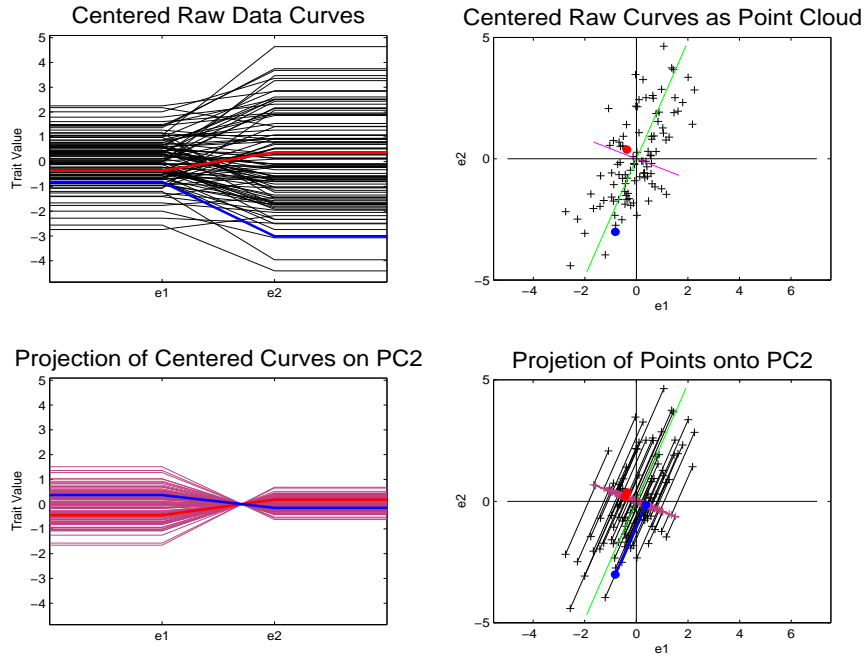 Centered Raw Data Curves
5
4
3
2
1
0
−1
−2
−3
−4
Trait Value
e1
e2
Centered Raw Curves as Point Cloud
5
0
−5
e2
−4
−2
0
2
4
6
e1
Projection of Centered Curves on PC2
5
4
3
2
1
0
−1
−2
−3
−4
Trait Value
e1
e2
Projetion of Points onto PC2
5
0
−5
e2
−4
−2
0
2
4
6
e1